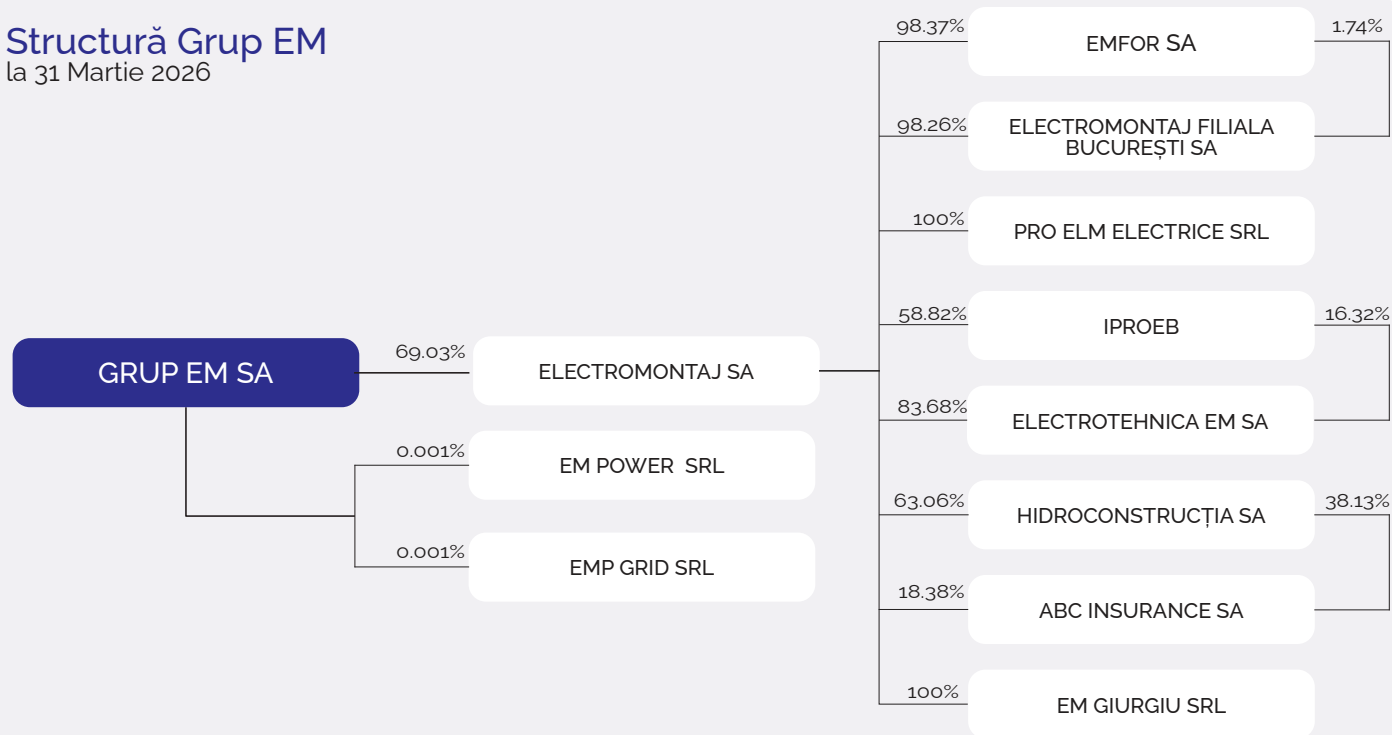 Structură Grup EM
la 31 Martie 2026
GRUP EM SA
69.03%
ELECTROMONTAJ SA
0.001%
EM POWER SRL
0.001%
EMP GRID SRL
98.37%
EMFOR SA
1.74%
98.26%
ELECTROMONTAJ FILIALA
BUCUREȘTI SA
100%
PRO ELM ELECTRICE SRL
58.82%
IPROEB
16.32%
83.68%
ELECTROTEHNICA EM SA
63.06%
HIDROCONSTRUCȚIA SA
38.13%
18.38%
ABC INSURANCE SA
100%
EM GIURGIU SRL